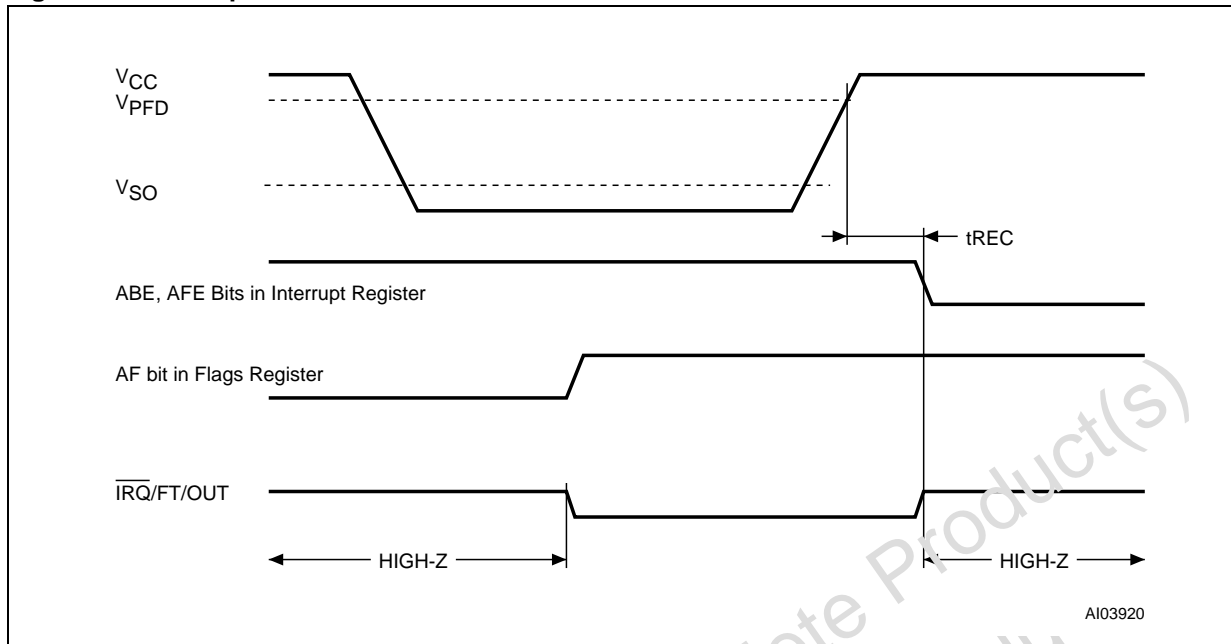 VCC
VPFD
VSO
tREC
ABE, AFE Bits in Interrupt Register
AF bit in Flags Register
IRQ/FT/OUT
HIGH-Z
HIGH-Z
AI03920
Product(s)